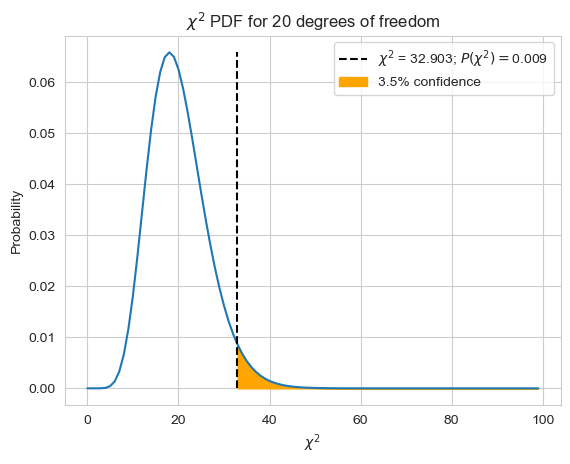 χ² PDF for 20 degrees of freedom
χ² = 32.903; P(χ²) = 0.009
3.5% confidence
Probability
0.06
0.05
0.04
0.03
0.02
0.01
0.00
0 20 40 60 80 100
χ²